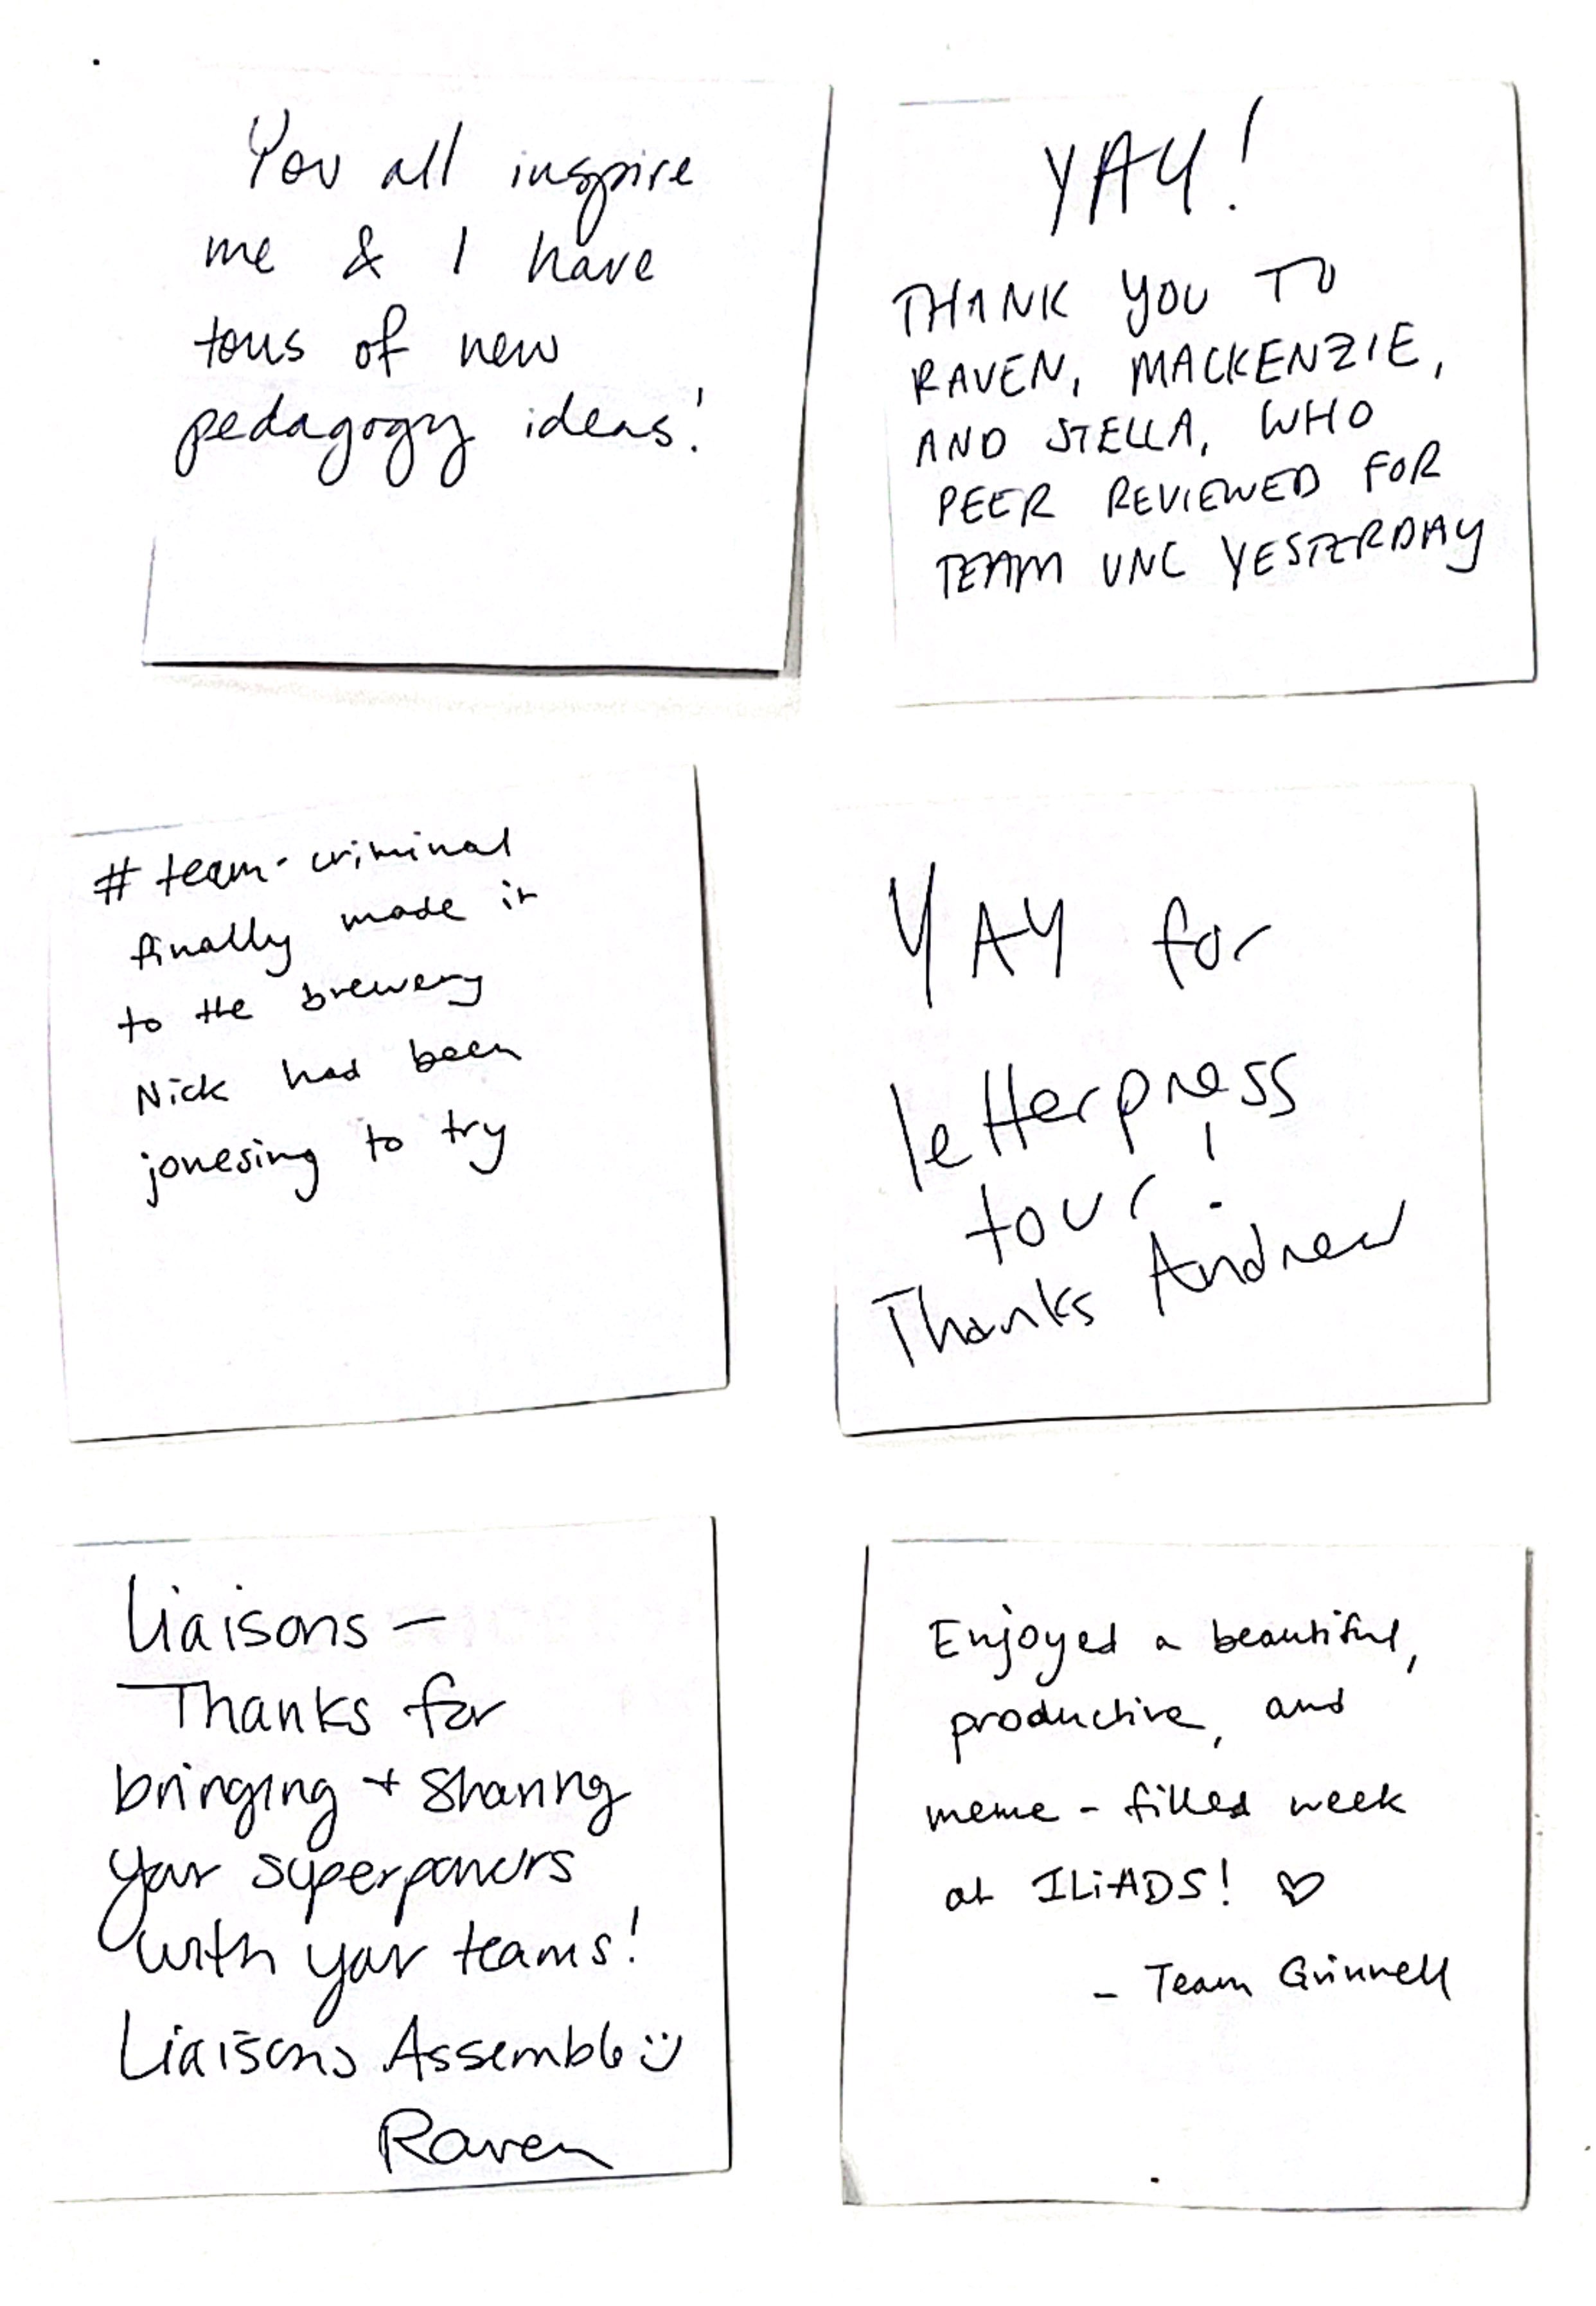 You all inspire
me & I have
tons of new
pedagogy ideas!
YAY!
THANK YOU TO
RAVEN, MACKENZIE,
AND STELLA, WHO
PEER REVIEWED FOR
TEAM UNC YESTERDAY
#team-criminal
finally made it
to the brewery
Nick had been
jonesing to try
YAY for
letterpress
tour!
Thanks Andrew
Liaisons —
Thanks for
bringing + sharing
your superpowers
with your teams!
Liaisons Assemble :)
Raven
Enjoyed a beautiful,
productive, and
meme-filled week
at ILiADS! ♡
- Team Grinnell